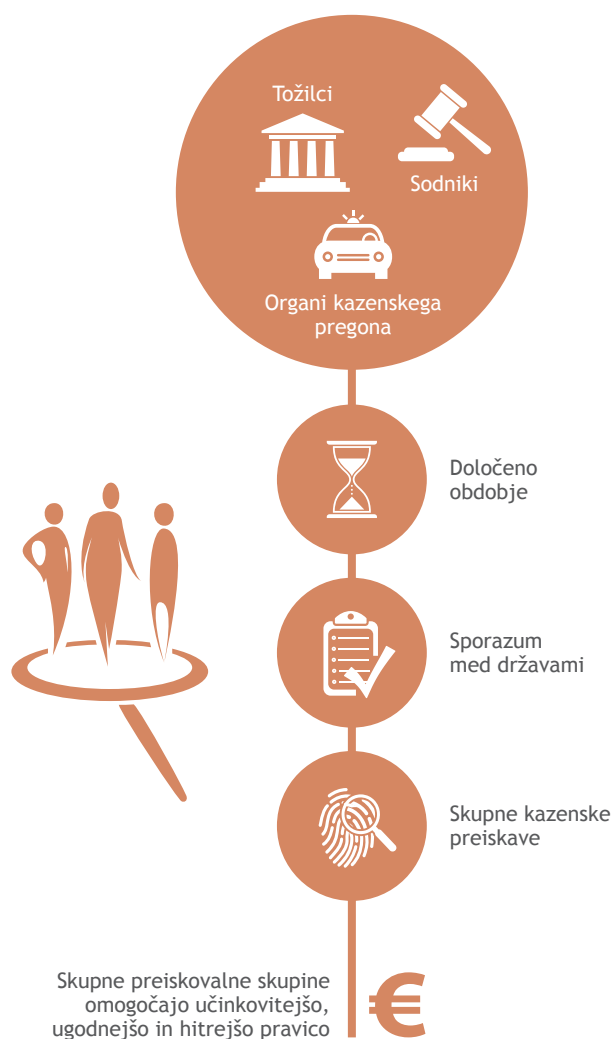 Tožilci
Sodniki
Organi kazenskega
pregona
Določeno
obdobje
Sporazum
med državami
Skupne kazenske
preiskave
Skupne preiskovalne skupine
omogočajo učinkovitejšo,
ugodnejšo in hitrejšo pravico
€